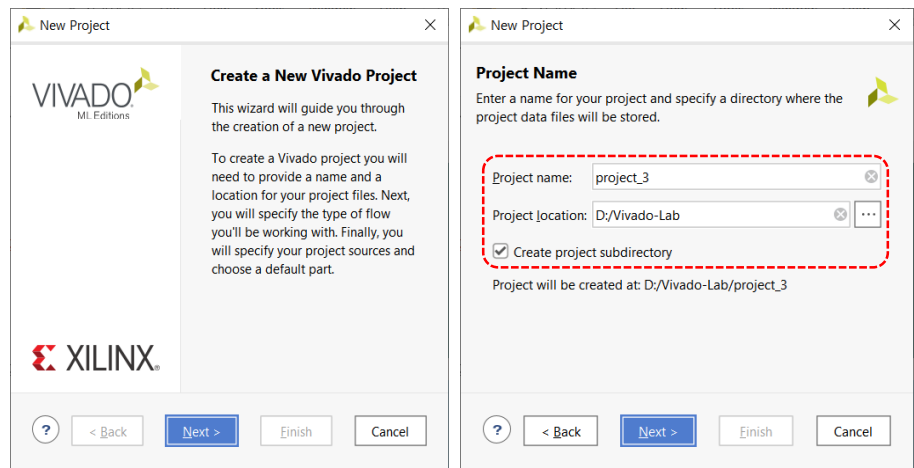 New Project
VIVADO.
ML Editions
Create a New Vivado Project
This wizard will guide you through
the creation of a new project.
To create a Vivado project you will
need to provide a name and a
location for your project files. Next,
you will specify the type of flow
you'll be working with. Finally, you
will specify your project sources and
choose a default part.
XILINX.
?
< Back
Next >
Finish
Cancel
New Project
Project Name
Enter a name for your project and specify a directory where the
project data files will be stored.
Project name: project_3
Project location: D:/Vivado-Lab ...
Create project subdirectory
Project will be created at: D:/Vivado-Lab/project_3
?
< Back
Next >
Finish
Cancel